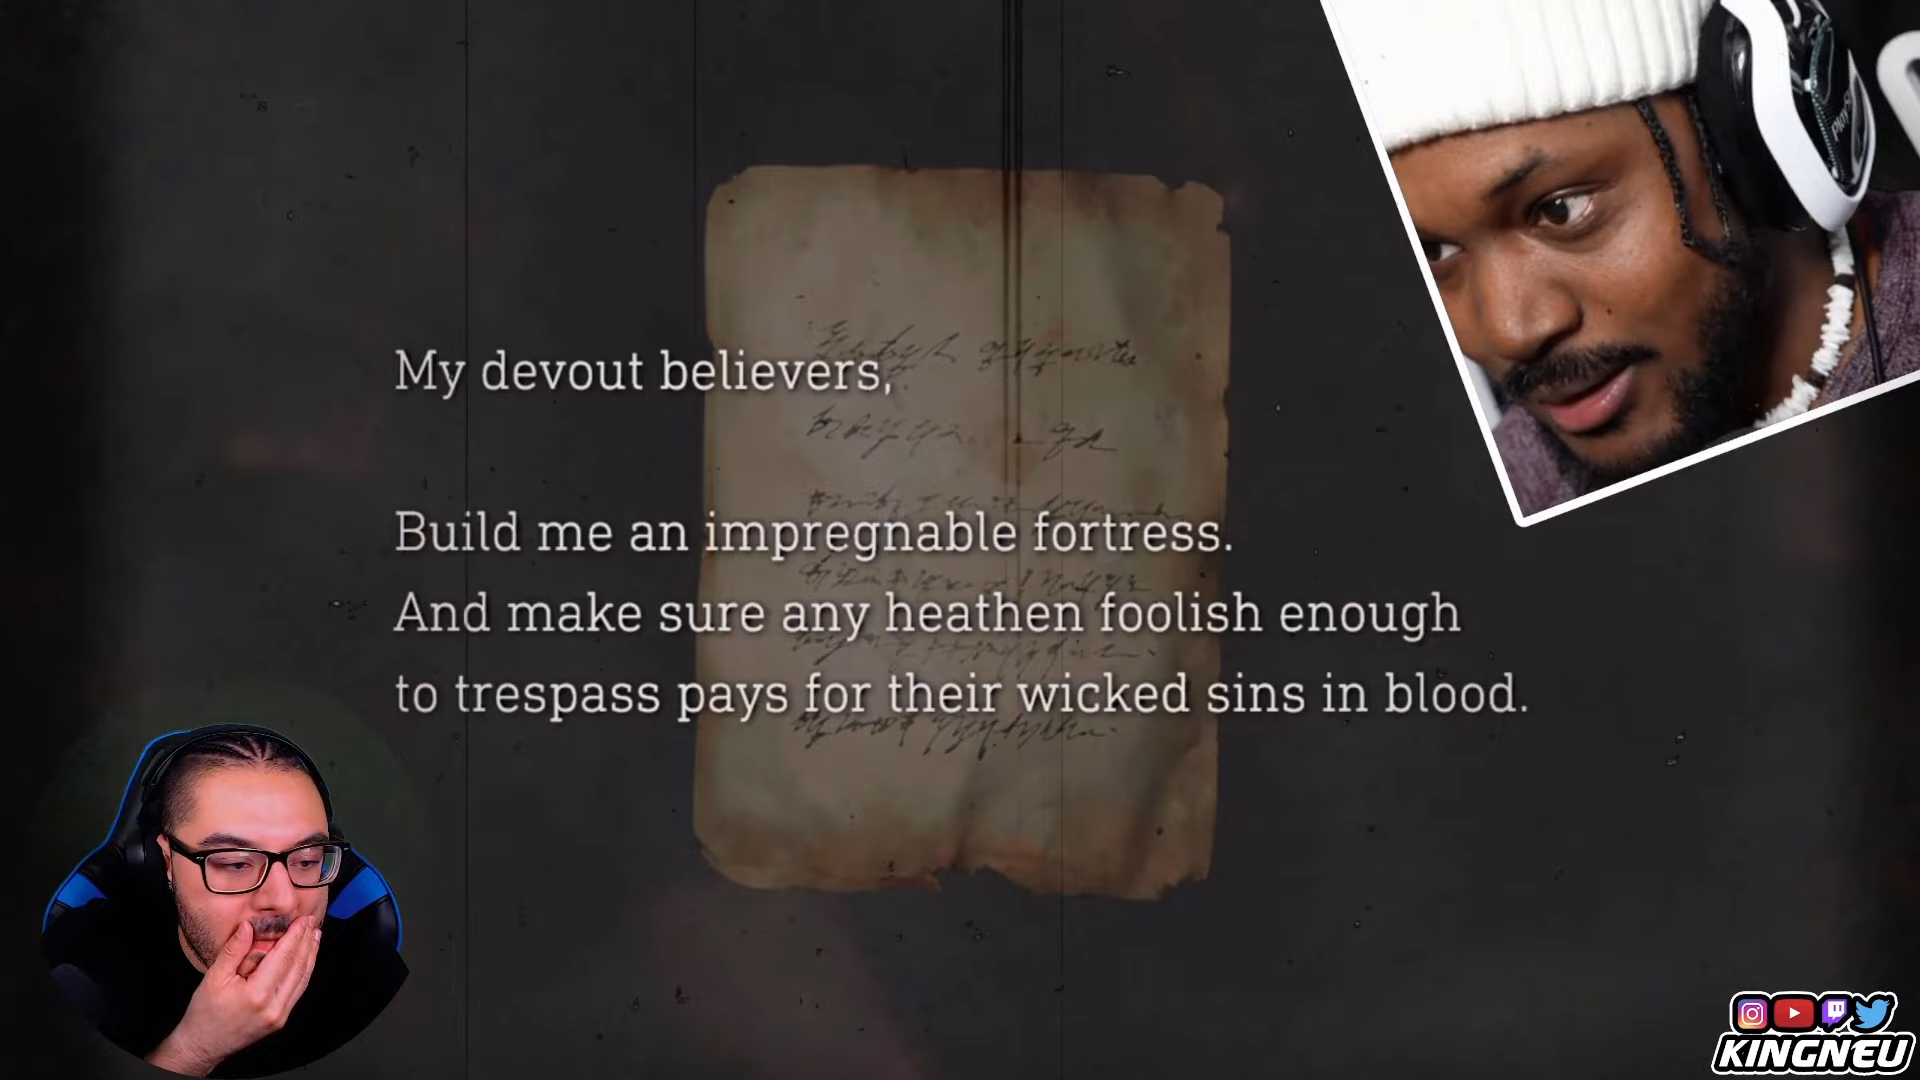 My devout believers,
Build me an impregnable fortress.
And make sure any heathen foolish enough
to trespass pays for their wicked sins in blood.
KINGNEU